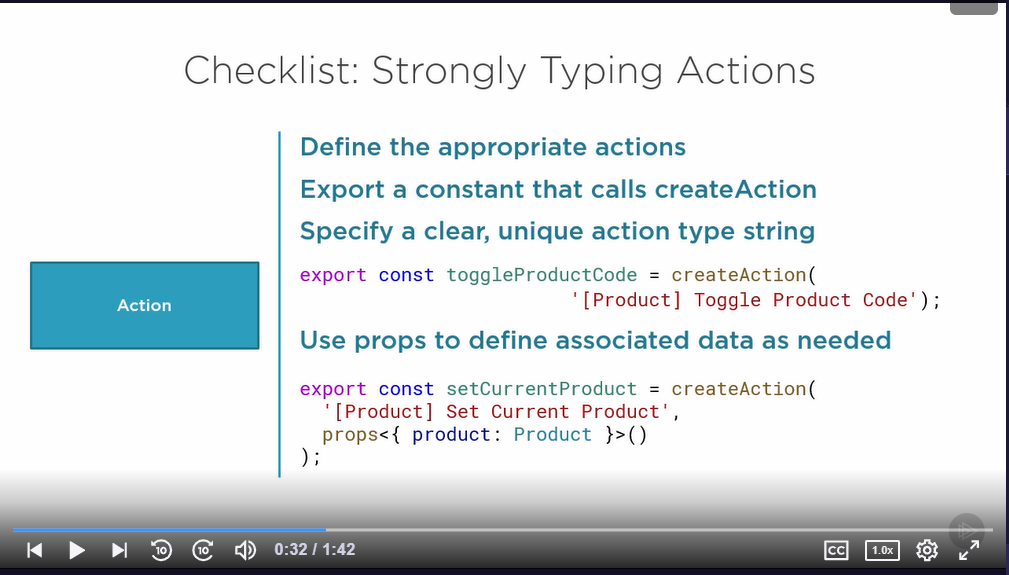 Checklist: Strongly Typing Actions
Define the appropriate actions
Export a constant that calls createAction
Specify a clear, unique action type string
export const toggleProductCode = createAction(
'[Product] Toggle Product Code');
Action
Use props to define associated data as needed
export const setCurrentProduct = createAction(
'[Product] Set Current Product',
props<{ product: Product }>()
);
10
10
0:32 / 1:42
CC
1.0x